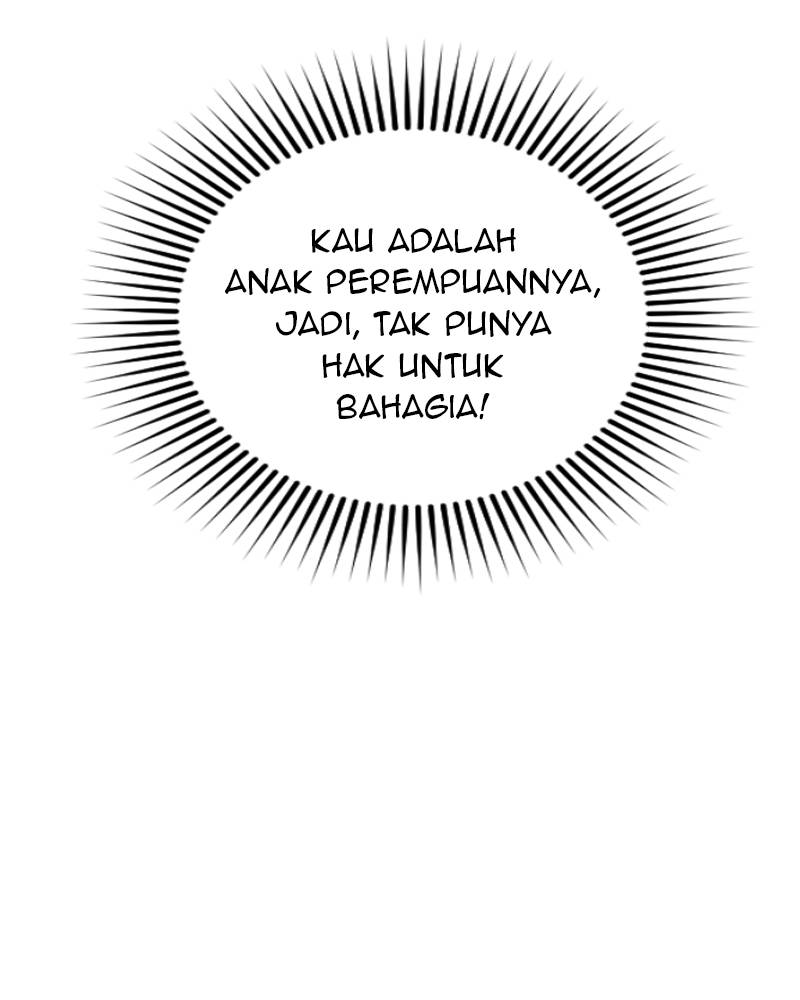 KAU ADALAH
ANAK PEREMPUANNYA,
JADI, TAK PUNYA
HAK UNTUK
BAHAGIA!